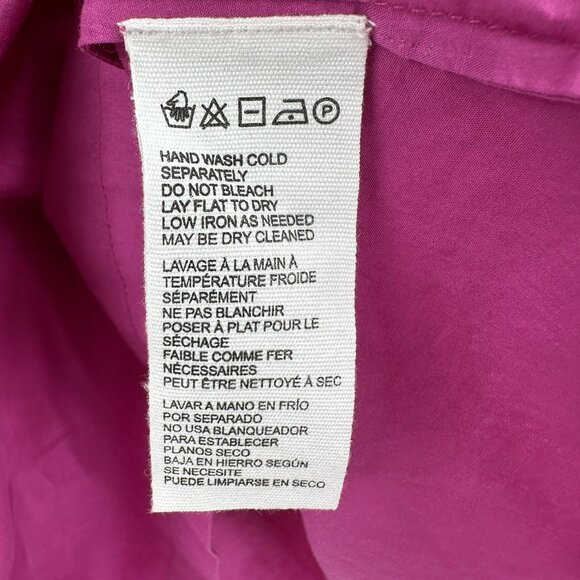 P
HAND WASH COLD
SEPARATELY
DO NOT BLEACH
LAY FLAT TO DRY
LOW IRON AS NEEDED
MAY BE DRY CLEANED
LAVAGE À LA MAIN À
TEMPÉRATURE FROIDE
SÉPARÉMENT
NE PAS BLANCHIR
POSER À PLAT POUR LE
SÉCHAGE
FAIBLE COMME FER
NÉCESSAIRES
PEUT ÊTRE NETTOYÉ À SEC
LAVAR A MANO EN FRÍO
POR SEPARADO
NO USA BLANQUEADOR
PARA ESTABLECER
PLANOS SECO
BAJA EN HIERRO SEGÚN
SE NECESITE
PUEDE LIMPIARSE EN SECO